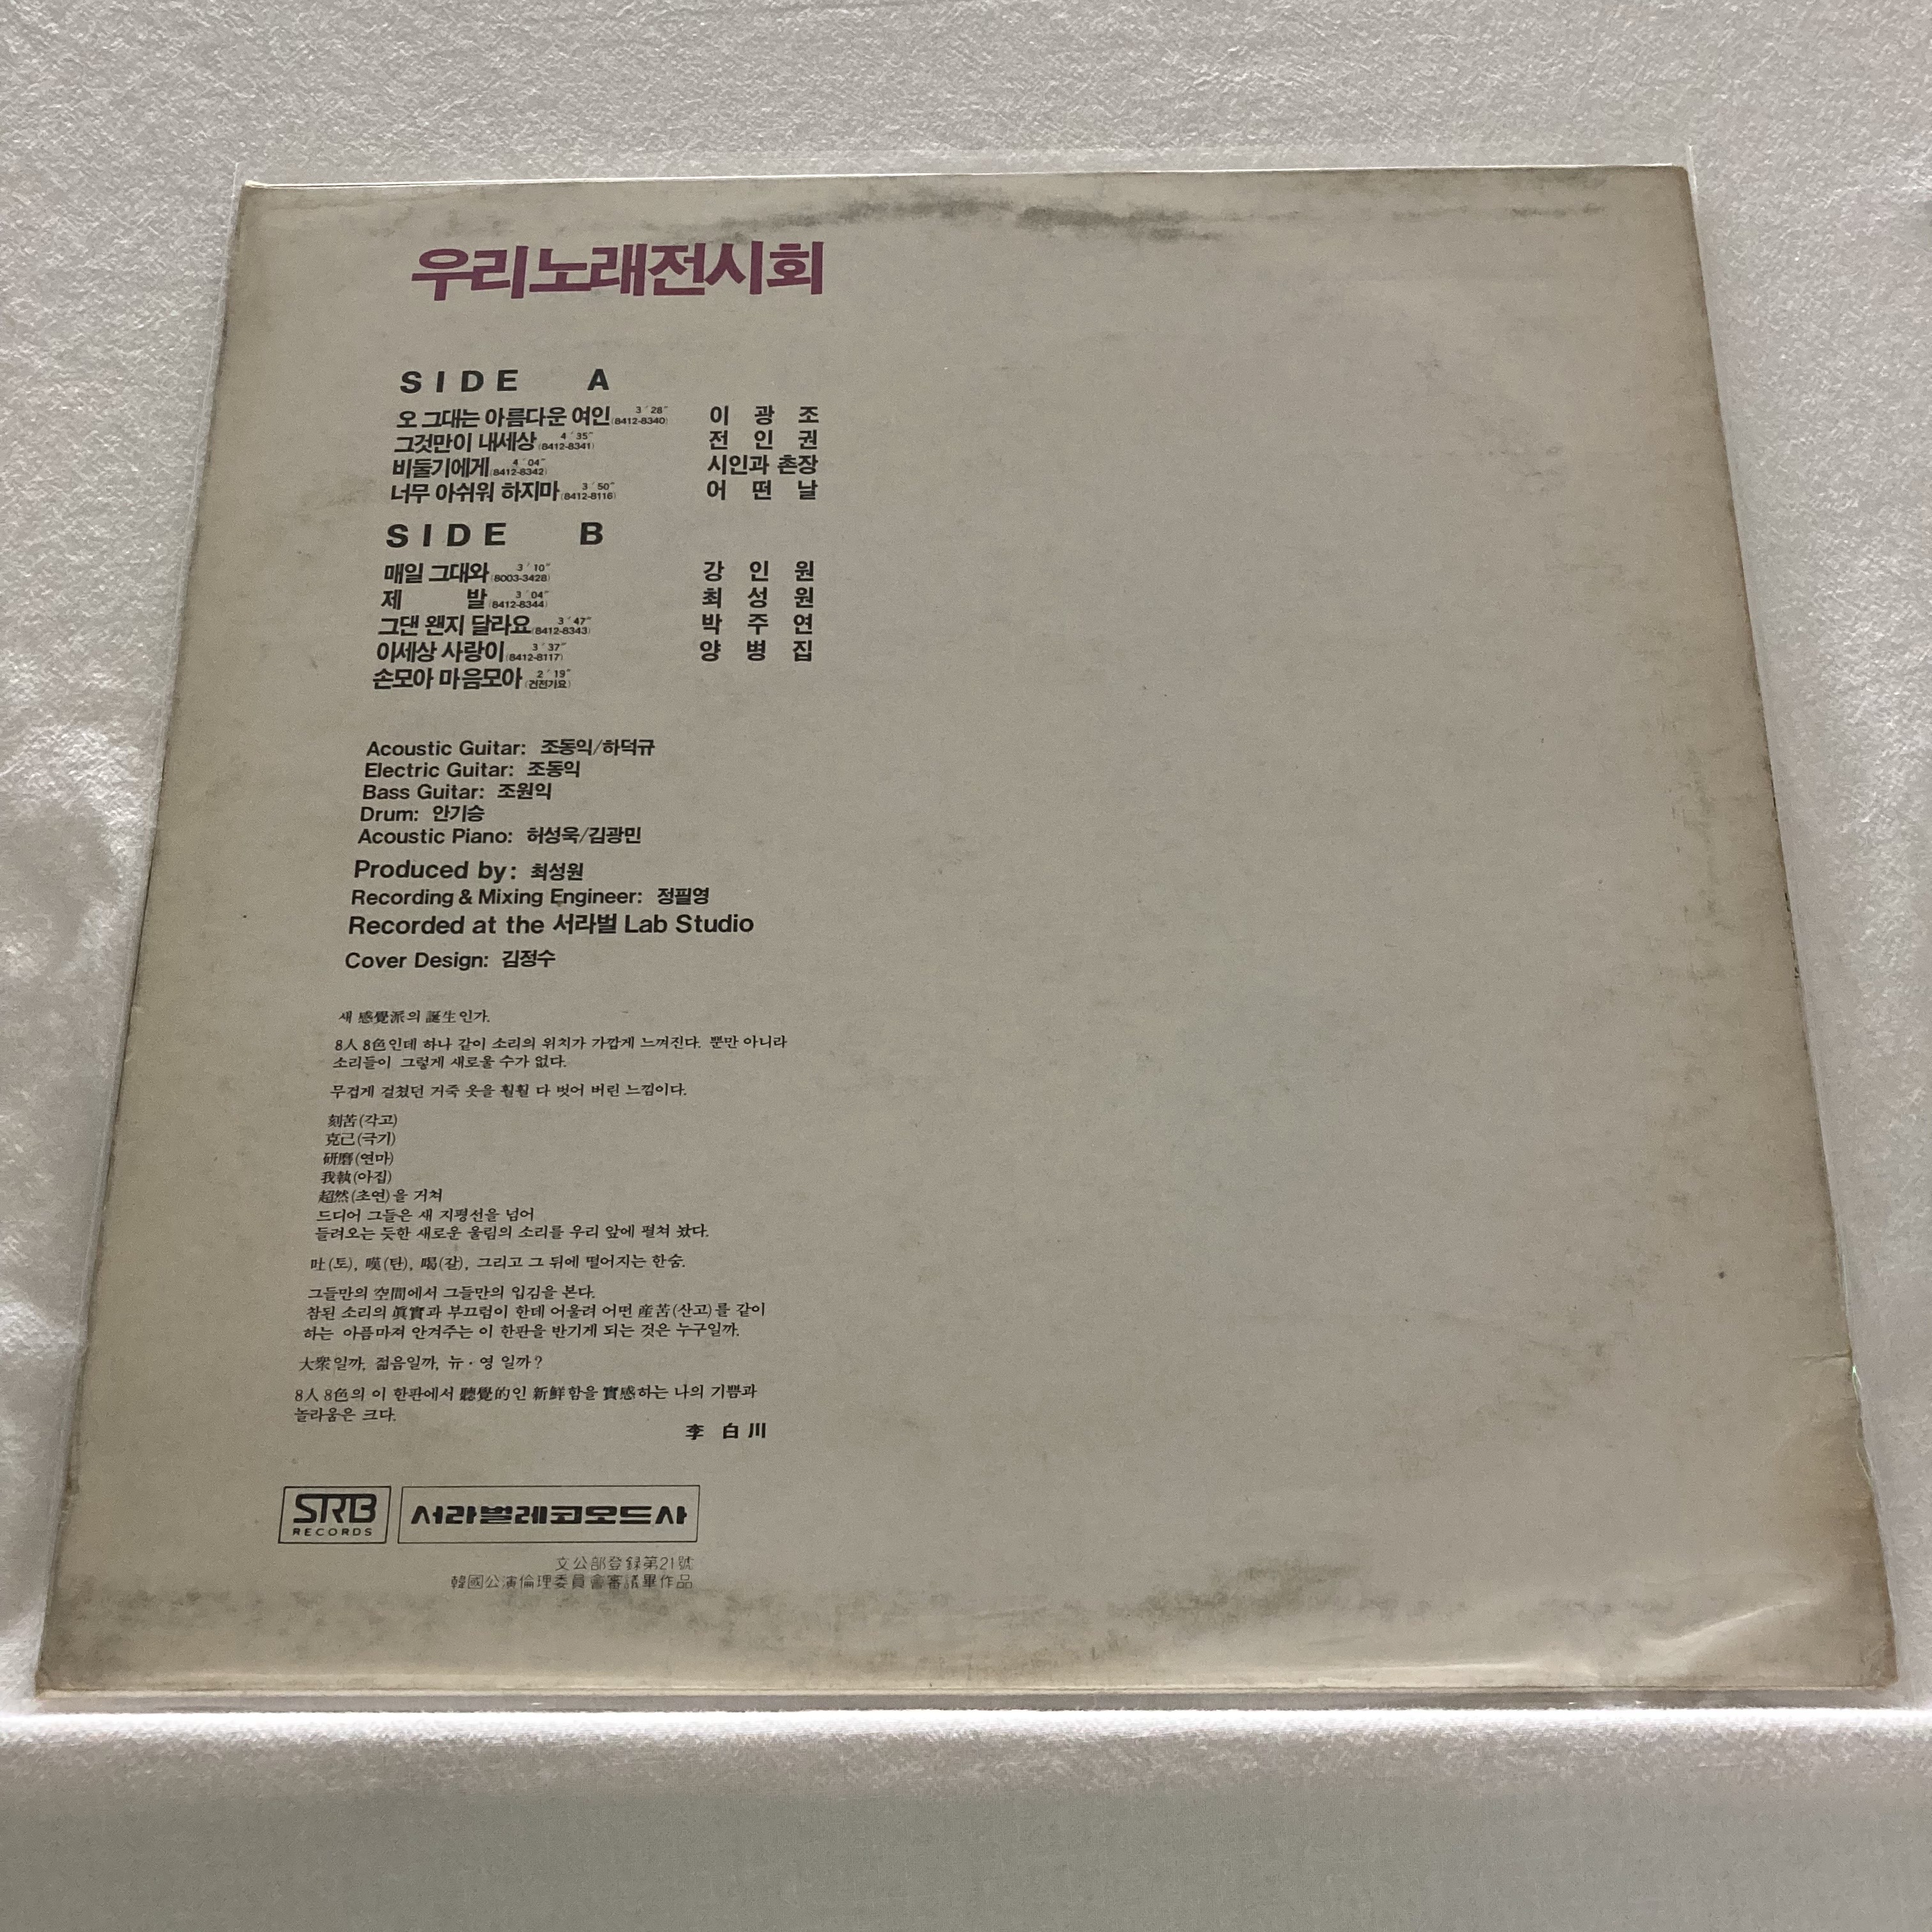 우리노래전시회
SIDE A
오 그대는 아름다운 여인 3′28″ (8412-8340) 이광조
그것만이 내세상 4′35″ (8412-8341) 전인권
비둘기에게 4′04″ (8412-8342) 시인과 촌장
너무 아쉬워 하지마 3′50″ (8412-8116) 어떤날
SIDE B
매일 그대와 3′10″ (8003-3428) 강인원
제발 3′04″ (8412-8344) 최성원
그댄 왠지 달라요 3′47″ (8412-8343) 박주연
이세상 사랑이 3′37″ (8412-8117) 양병집
손모아 마음모아 2′19″ (건전가요)
Acoustic Guitar: 조동익/하덕규
Electric Guitar: 조동익
Bass Guitar: 조원익
Drum: 안기승
Acoustic Piano: 허성욱/김광민
Produced by: 최성원
Recording & Mixing Engineer: 정필영
Recorded at the 서라벌 Lab Studio
Cover Design: 김정수
새 感覺派의 誕生인가.
8人 8色인데 하나 같이 소리의 위치가 가깝게 느껴진다. 뿐만 아니라
소리들이 그렇게 새로울 수가 없다.
무겁게 걸쳤던 거죽 옷을 훨훨 다 벗어 버린 느낌이다.
刻苦(각고)
克己(극기)
硏磨(연마)
我執(아집)
超然(초연)을 거쳐
드디어 그들은 새 지평선을 넘어
들려오는 듯한 새로운 울림의 소리를 우리 앞에 펼쳐 놨다.
吐(토), 嘆(탄), 喝(갈), 그리고 그 뒤에 떨어지는 한숨.
그들만의 空間에서 그들만의 입김을 본다.
참된 소리의 眞實과 부끄럼이 한데 어울려 어떤 産苦(산고)를 같이
하는 아픔마져 안겨주는 이 한판을 반기게 되는 것은 누구일까.
大衆일까, 젊음일까, 뉴·영 일까?
8人 8色의 이 한판에서 聽覺的인 新鮮함을 實感하는 나의 기쁨과
놀라움은 크다.
李白川
SRB RECORDS 서라벌레코오드사
文公部登録第21號
韓國公演倫理委員會審議畢作品